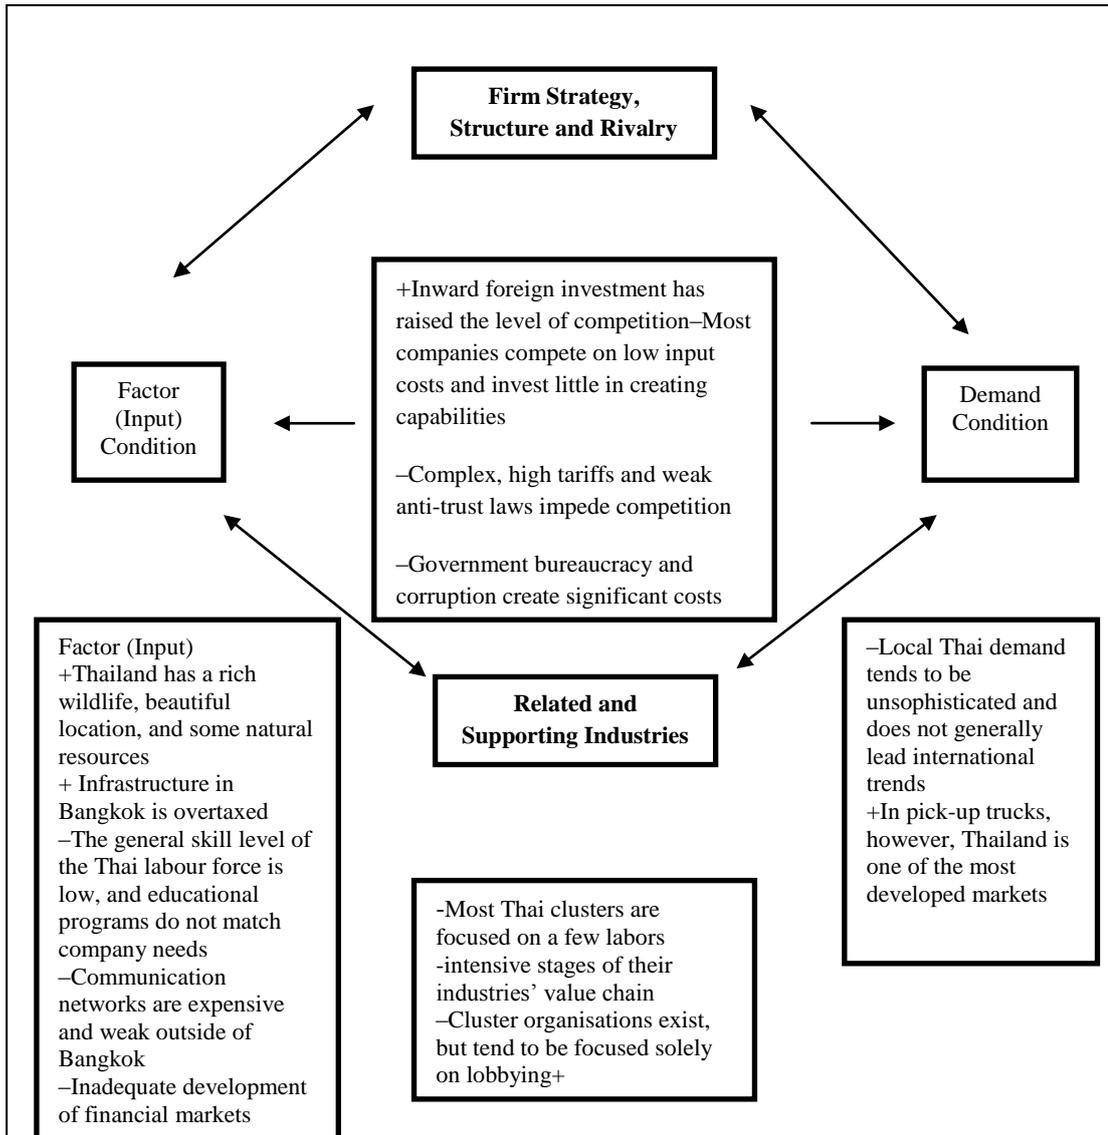 Firm Strategy,
Structure and Rivalry
+Inward foreign investment has
raised the level of competition–Most
companies compete on low input
costs and invest little in creating
capabilities
–Complex, high tariffs and weak
anti-trust laws impede competition
–Government bureaucracy and
corruption create significant costs
Factor
(Input)
Condition
Demand
Condition
Factor (Input)
+Thailand has a rich
wildlife, beautiful
location, and some natural
resources
+ Infrastructure in
Bangkok is overtaxed
–The general skill level of
the Thai labour force is
low, and educational
programs do not match
company needs
–Communication
networks are expensive
and weak outside of
Bangkok
–Inadequate development
of financial markets
Related and
Supporting Industries
-Most Thai clusters are
focused on a few labors
-intensive stages of their
industries’ value chain
–Cluster organisations exist,
but tend to be focused solely
on lobbying+
–Local Thai demand
tends to be
unsophisticated and
does not generally
lead international
trends
+In pick-up trucks,
however, Thailand is
one of the most
developed markets